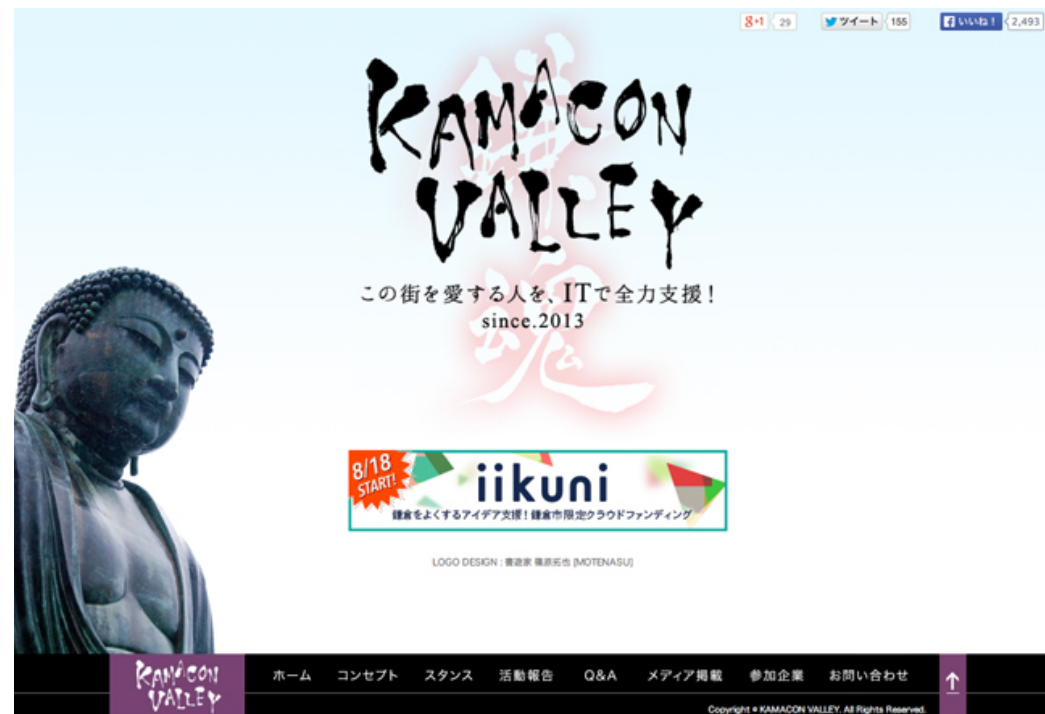 g+1 29 ツイート 155 いいね！ 2,493
鎌
魂
KAMACON
VALLEY
この街を愛する人を、ITで全力支援！
since.2013
8/18
START!
iikuni
鎌倉をよくするアイデア支援！鎌倉市限定クラウドファンディング
LOGO DESIGN : 書遊家 篠原拓也 [MOTENASU]
KAMACON
VALLEY
ホーム コンセプト スタンス 活動報告 Q&A メディア掲載 参加企業 お問い合わせ
Copyright © KAMACON VALLEY. All Rights Reserved.